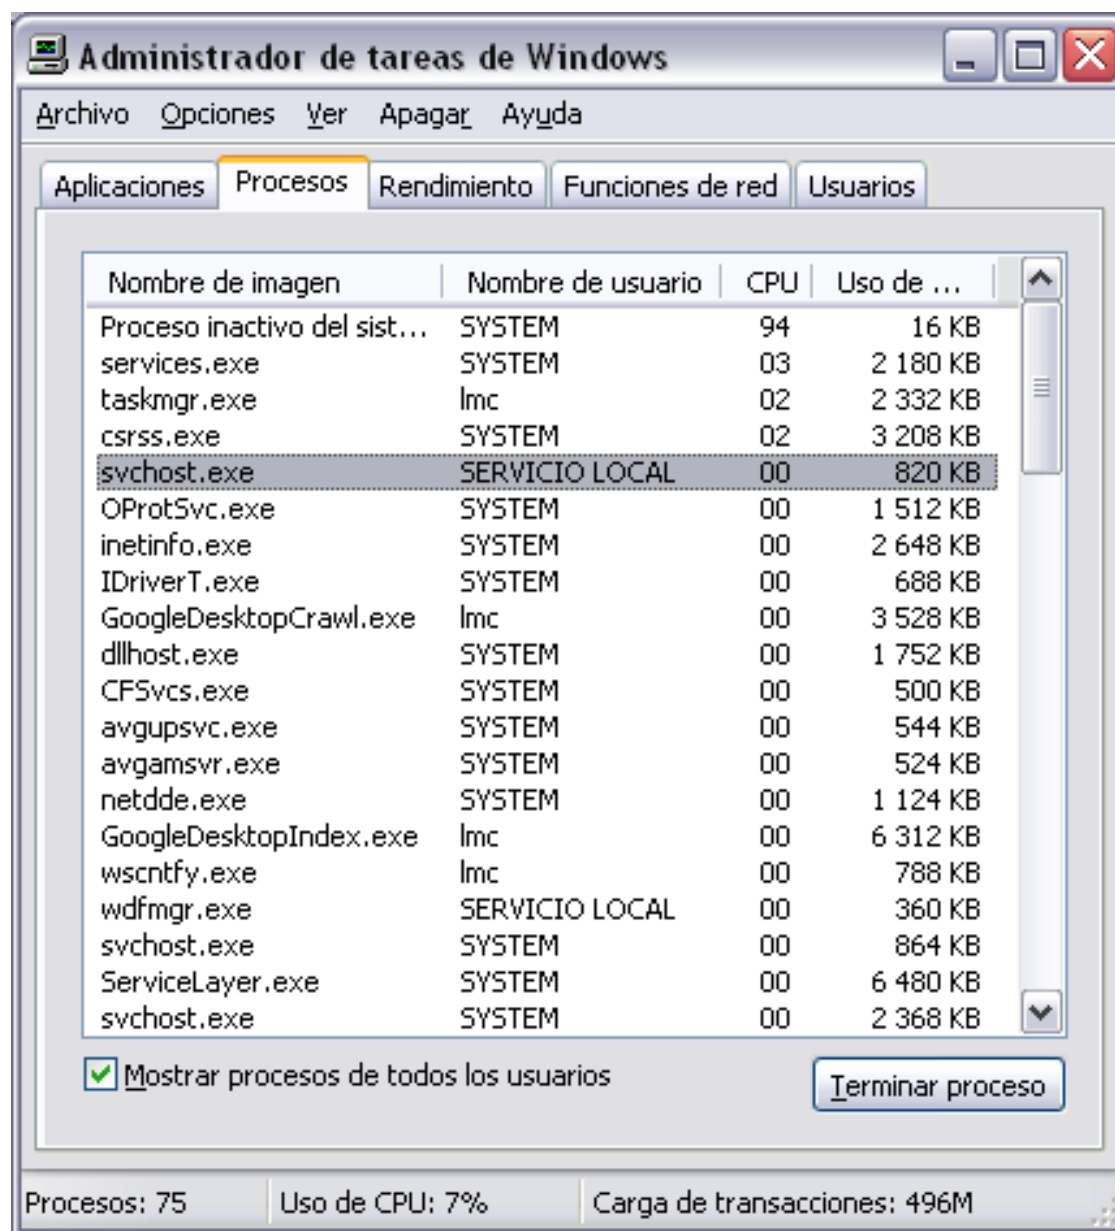 Administrador de tareas de Windows
Archivo Opciones Ver Apagar Ayuda
Aplicaciones Procesos Rendimiento Funciones de red Usuarios
Nombre de imagen Nombre de usuario CPU Uso de ...
Proceso inactivo del sist... SYSTEM 94 16 KB
services.exe SYSTEM 03 2 180 KB
taskmgr.exe lmc 02 2 332 KB
csrss.exe SYSTEM 02 3 208 KB
svchost.exe SERVICIO LOCAL 00 820 KB
OProtSvc.exe SYSTEM 00 1 512 KB
inetinfo.exe SYSTEM 00 2 648 KB
IDriverT.exe SYSTEM 00 688 KB
GoogleDesktopCrawl.exe lmc 00 3 528 KB
dllhost.exe SYSTEM 00 1 752 KB
CFSvcs.exe SYSTEM 00 500 KB
avgupsvc.exe SYSTEM 00 544 KB
avgamsvr.exe SYSTEM 00 524 KB
netdde.exe SYSTEM 00 1 124 KB
GoogleDesktopIndex.exe lmc 00 6 312 KB
wscntfy.exe lmc 00 788 KB
wdfmgr.exe SERVICIO LOCAL 00 360 KB
svchost.exe SYSTEM 00 864 KB
ServiceLayer.exe SYSTEM 00 6 480 KB
svchost.exe SYSTEM 00 2 368 KB
Mostrar procesos de todos los usuarios Terminar proceso
Procesos: 75 Uso de CPU: 7% Carga de transacciones: 496M